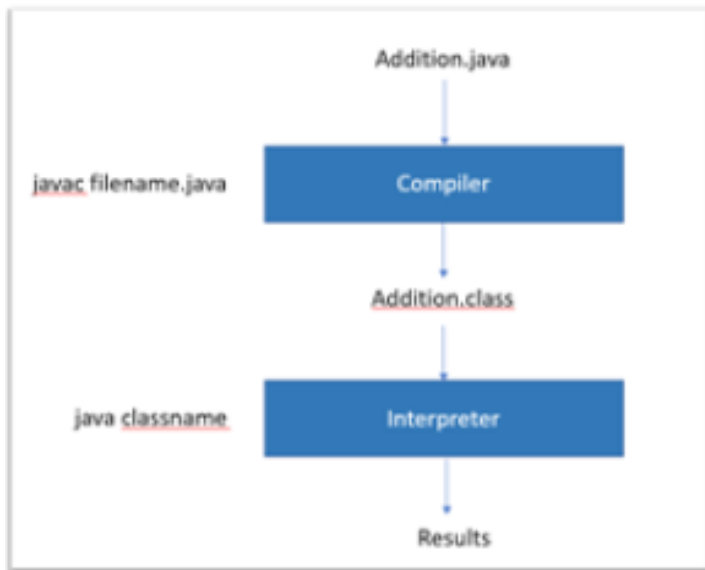 Addition.java
javac filename.java
Compiler
Addition.class
java classname
Interpreter
Results